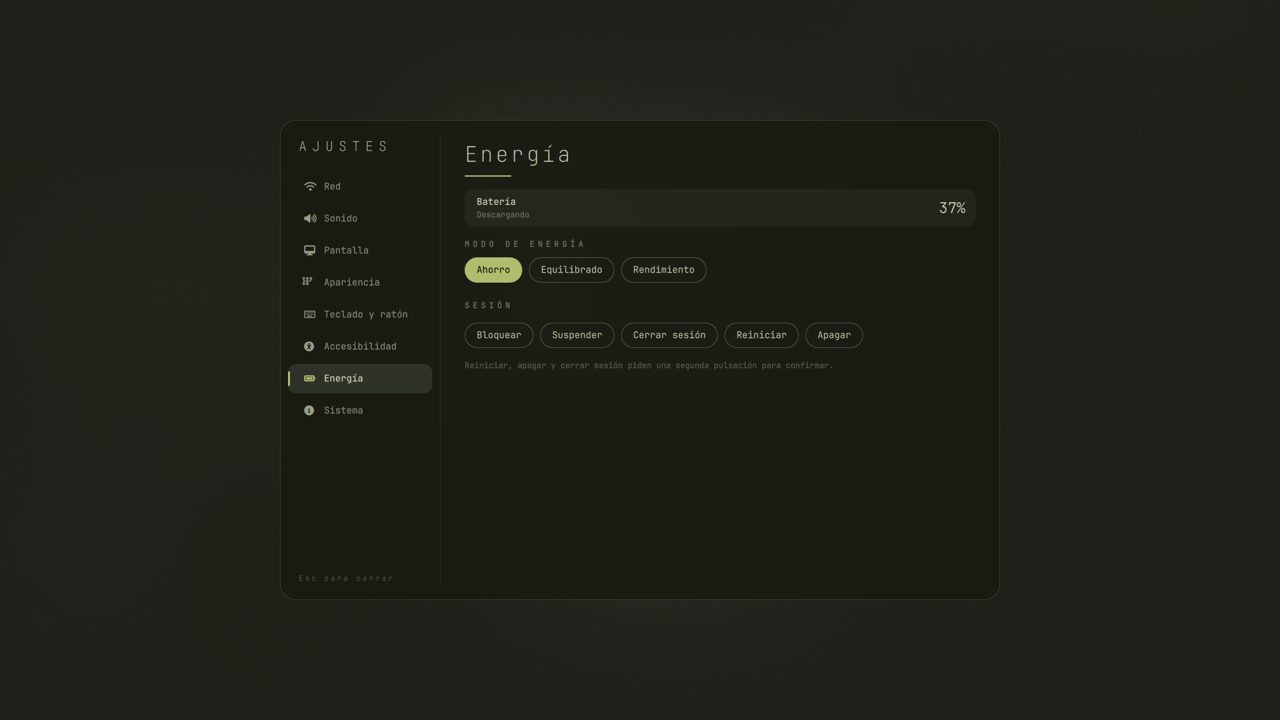 AJUSTES
Red
Sonido
Pantalla
Apariencia
Teclado y ratón
Accesibilidad
Energía
Sistema
Esc para cerrar
Energía
Batería
Descargando
37%
MODO DE ENERGÍA
Ahorro Equilibrado Rendimiento
SESIÓN
Bloquear Suspender Cerrar sesión Reiniciar Apagar
Reiniciar, apagar y cerrar sesión piden una segunda pulsación para confirmar.